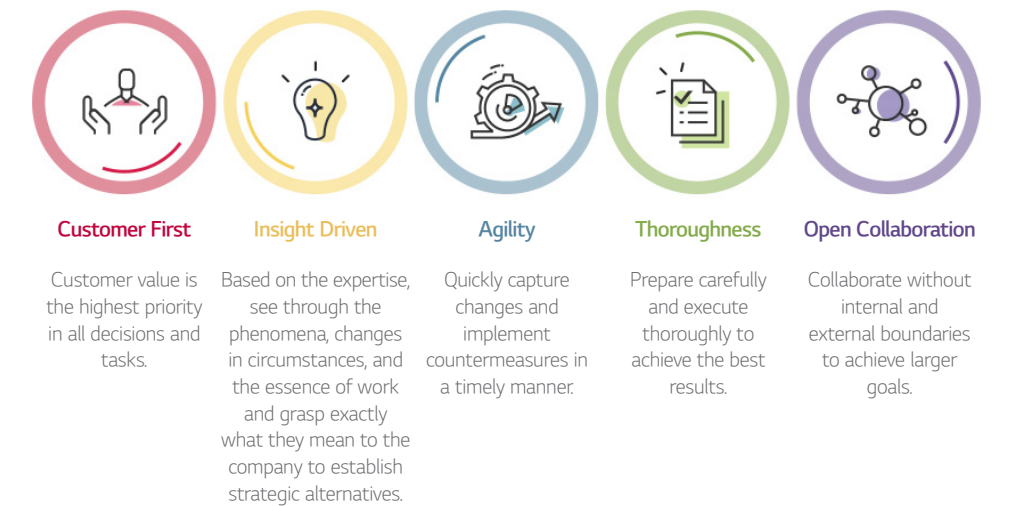 Customer First
Customer value is
the highest priority
in all decisions and
tasks.
Insight Driven
Based on the expertise,
see through the
phenomena, changes
in circumstances, and
the essence of work
and grasp exactly
what they mean to the
company to establish
strategic alternatives.
Agility
Quickly capture
changes and
implement
countermeasures in
a timely manner.
Thoroughness
Prepare carefully
and execute
thoroughly to
achieve the best
results.
Open Collaboration
Collaborate without
internal and
external boundaries
to achieve larger
goals.